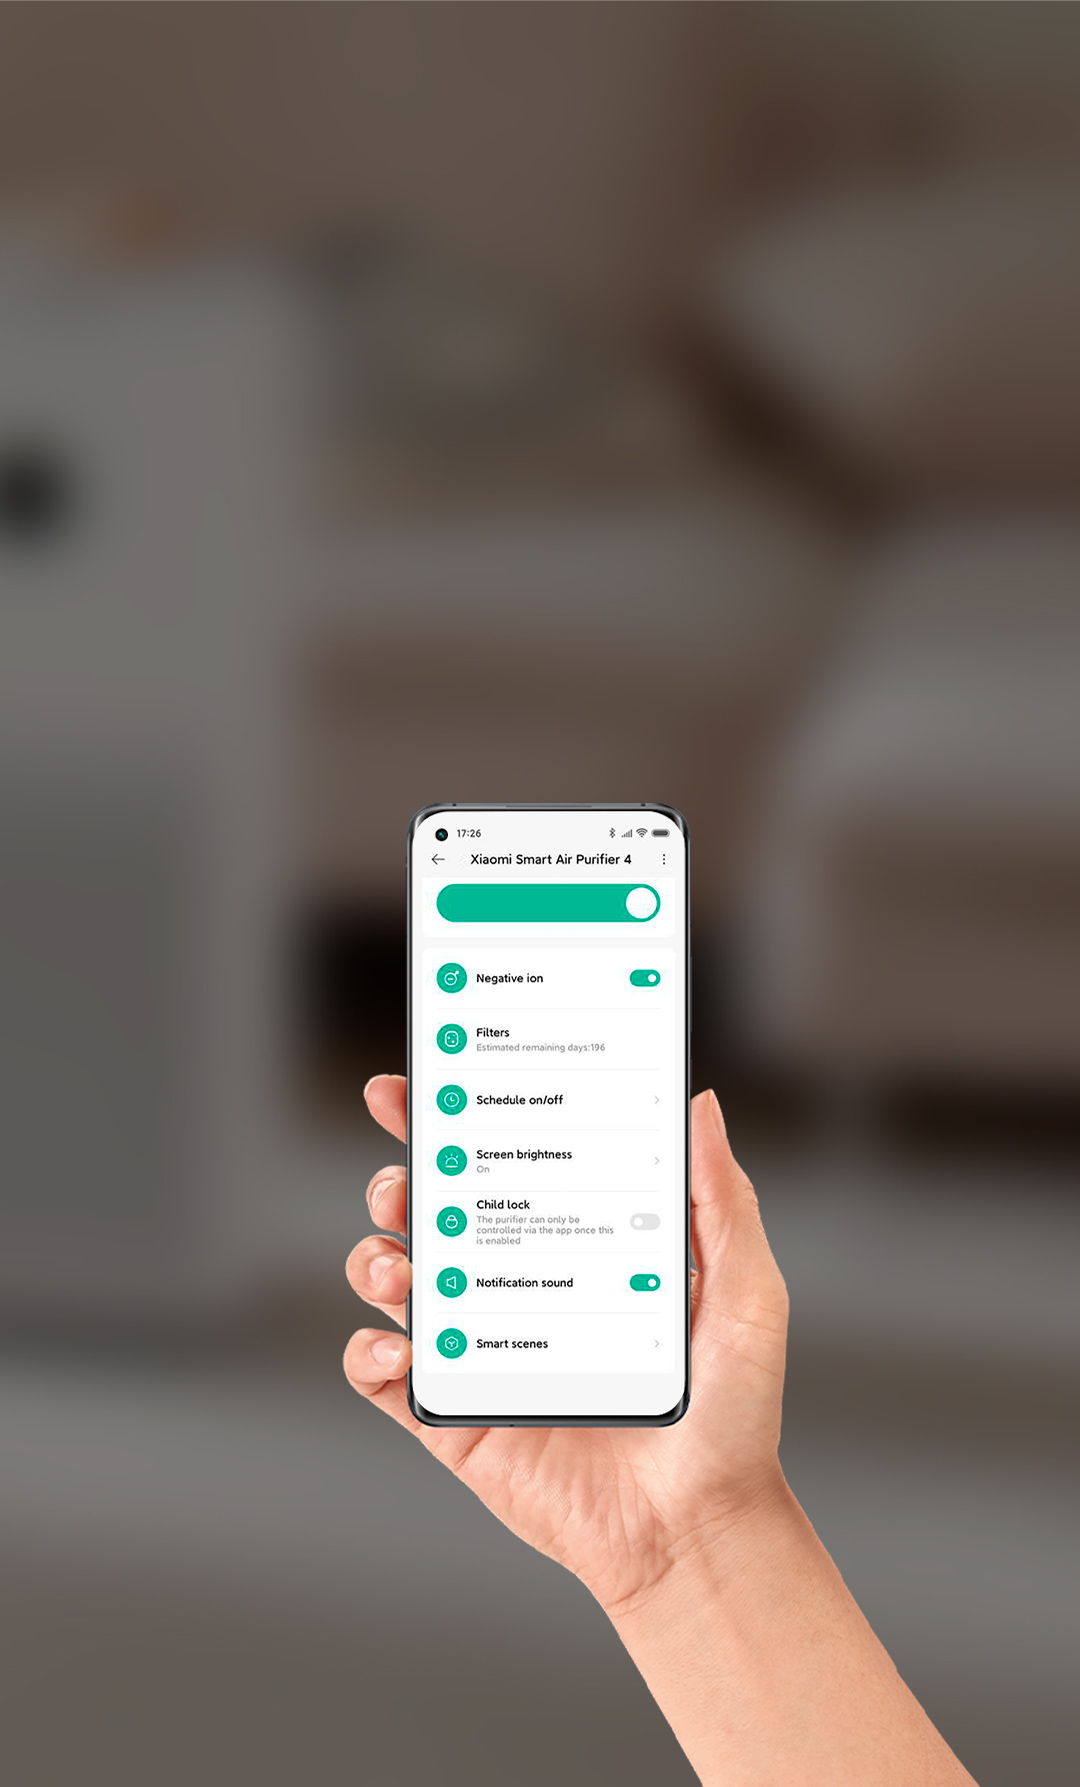 17:26
Xiaomi Smart Air Purifier 4
Negative ion
Filters
Estimated remaining days:196
Schedule on/off
Screen brightness
On
Child lock
The purifier can only be
controlled via the app once this
is enabled
Notification sound
Smart scenes